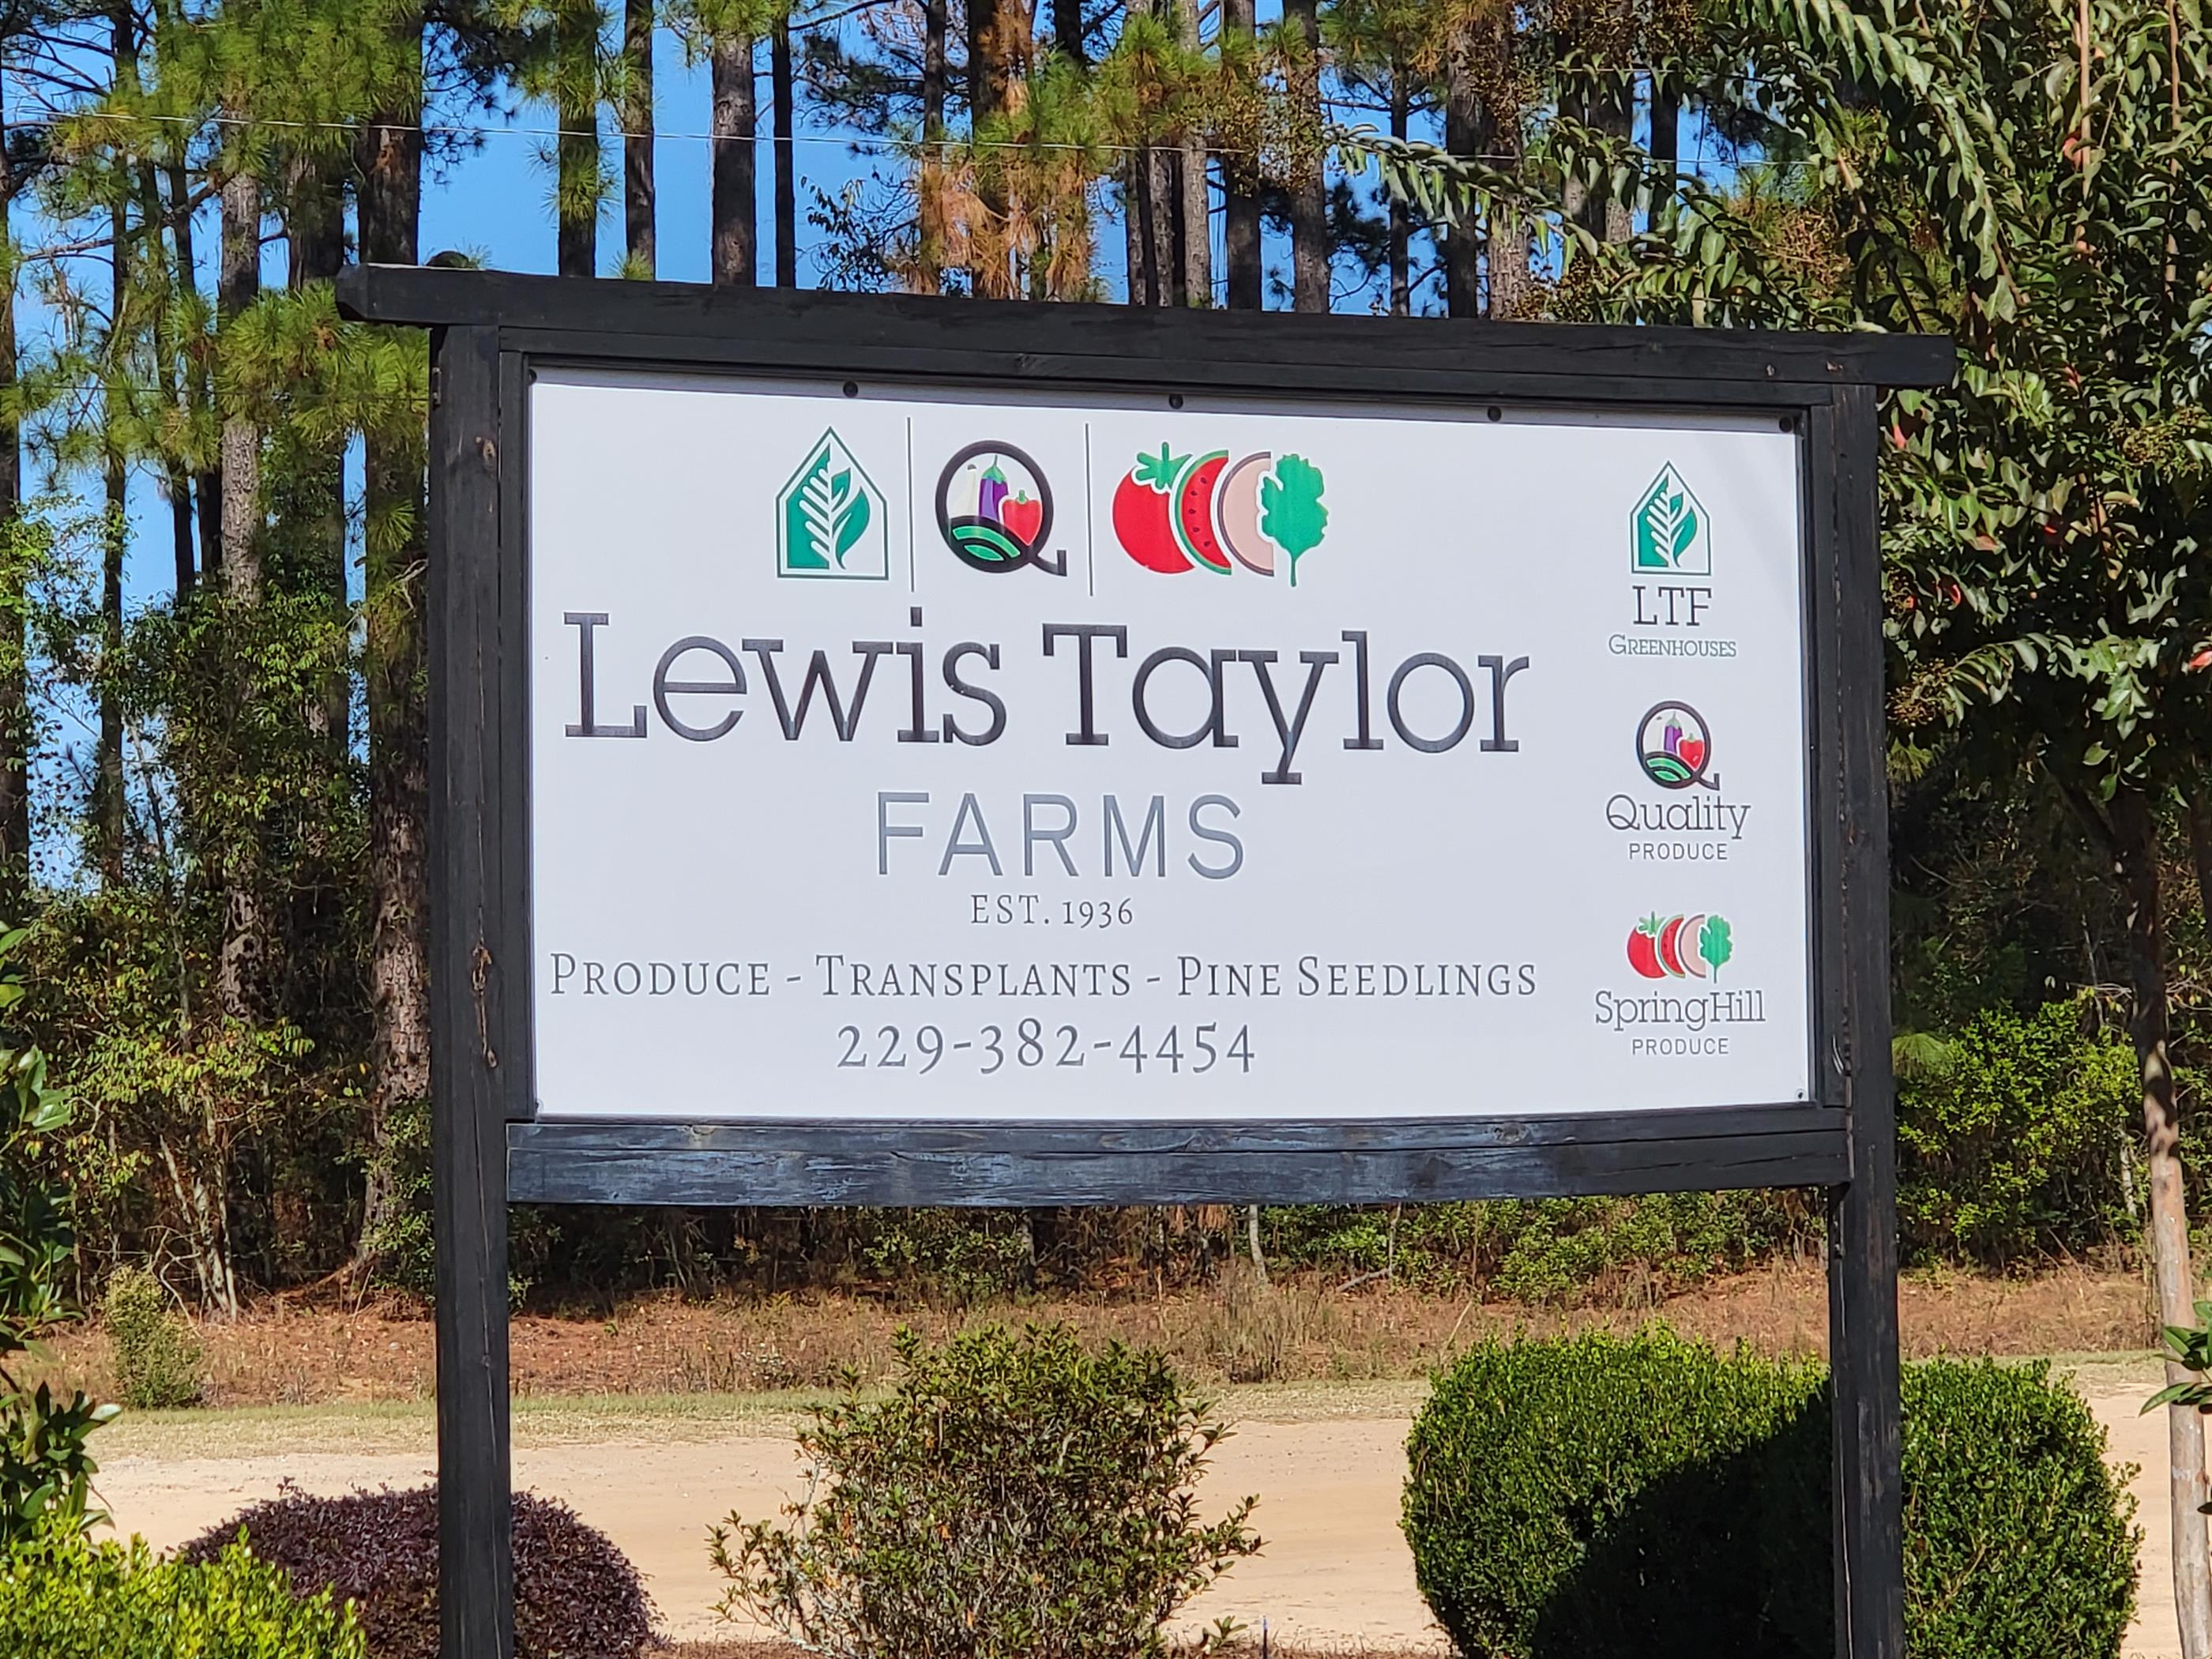 Lewis Taylor
FARMS
EST. 1936
PRODUCE - TRANSPLANTS - PINE SEEDLINGS
229-382-4454
LTF
GREENHOUSES
Quality
PRODUCE
SpringHill
PRODUCE